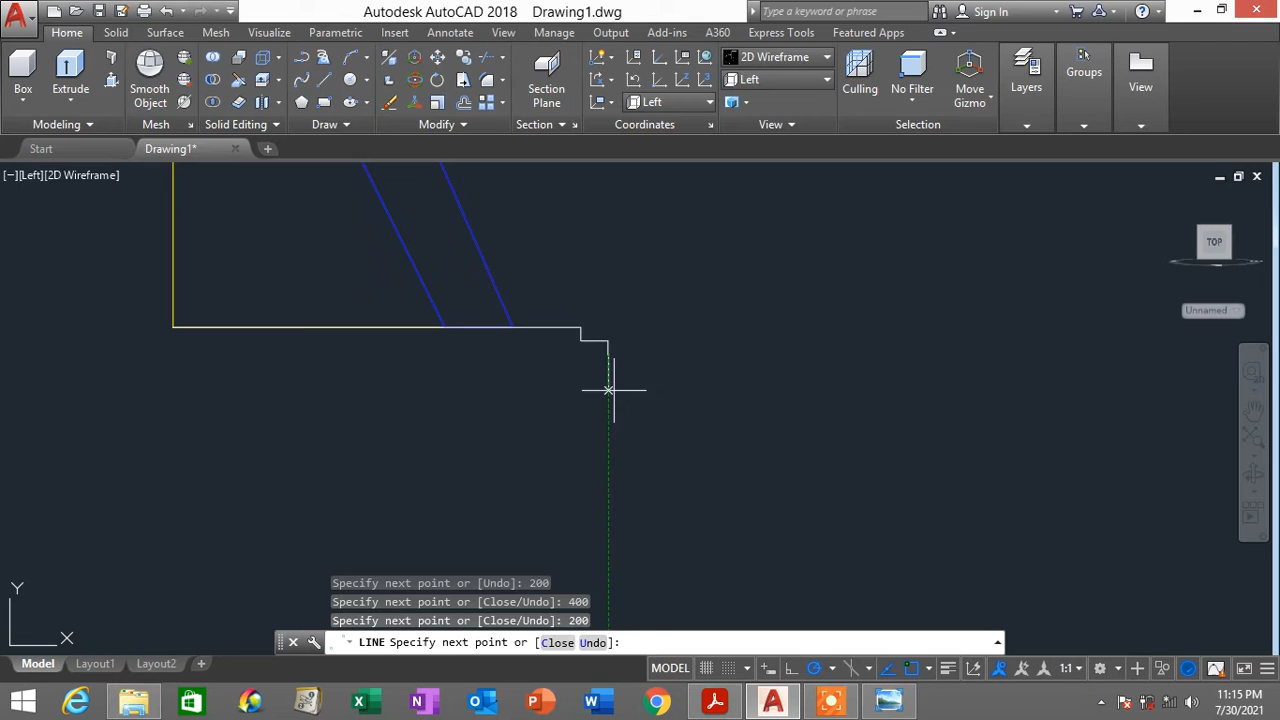 Autodesk AutoCAD 2018 Drawing1.dwg
Type a keyword or phrase
Sign In
Home Solid Surface Mesh Visualize Parametric Insert Annotate View Manage Output Add-ins A360 Express Tools Featured Apps
Box
Extrude
Smooth
Object
Section
Plane
2D Wireframe
Left
Left
Culling
No Filter
Move
Gizmo
Layers
Groups
View
Modeling
Mesh
Solid Editing
Draw
Modify
Section
Coordinates
View
Selection
Start
Drawing1*
[−][Left][2D Wireframe]
TOP
Unnamed
Y
X
Specify next point or [Undo]: 200
Specify next point or [Close/Undo]: 400
Specify next point or [Close/Undo]: 200
LINE Specify next point or [Close Undo]:
Model Layout1 Layout2
MODEL
1:1
11:15 PM
7/30/2021